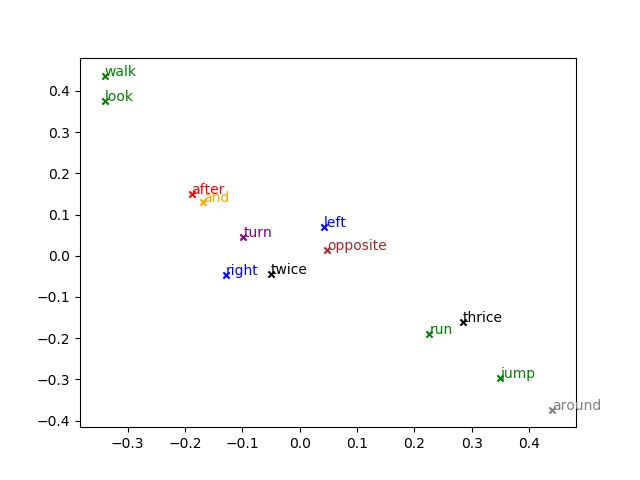 walk
look
after
and
left
turn
opposite
right
twice
thrice
run
jump
around
0.4
0.3
0.2
0.1
0.0
−0.1
−0.2
−0.3
−0.4
−0.3 −0.2 −0.1 0.0 0.1 0.2 0.3 0.4